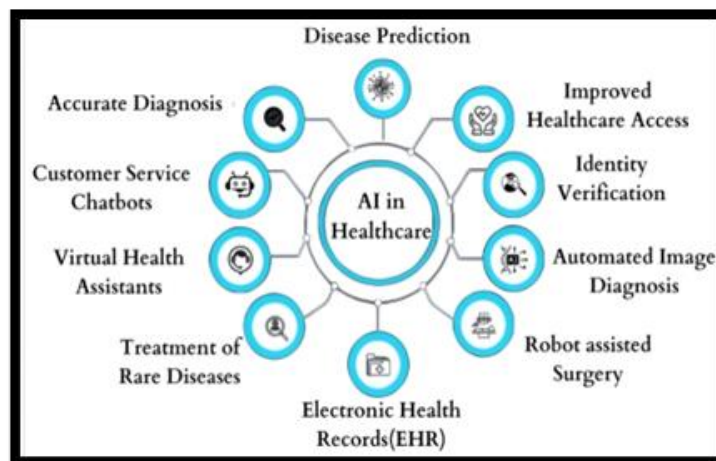 Disease Prediction
Accurate Diagnosis
Improved
Healthcare Access
Customer Service
Chatbots
Identity
Verification
AI in
Healthcare
Virtual Health
Assistants
Automated Image
Diagnosis
Treatment of
Rare Diseases
Robot assisted
Surgery
Electronic Health
Records(EHR)